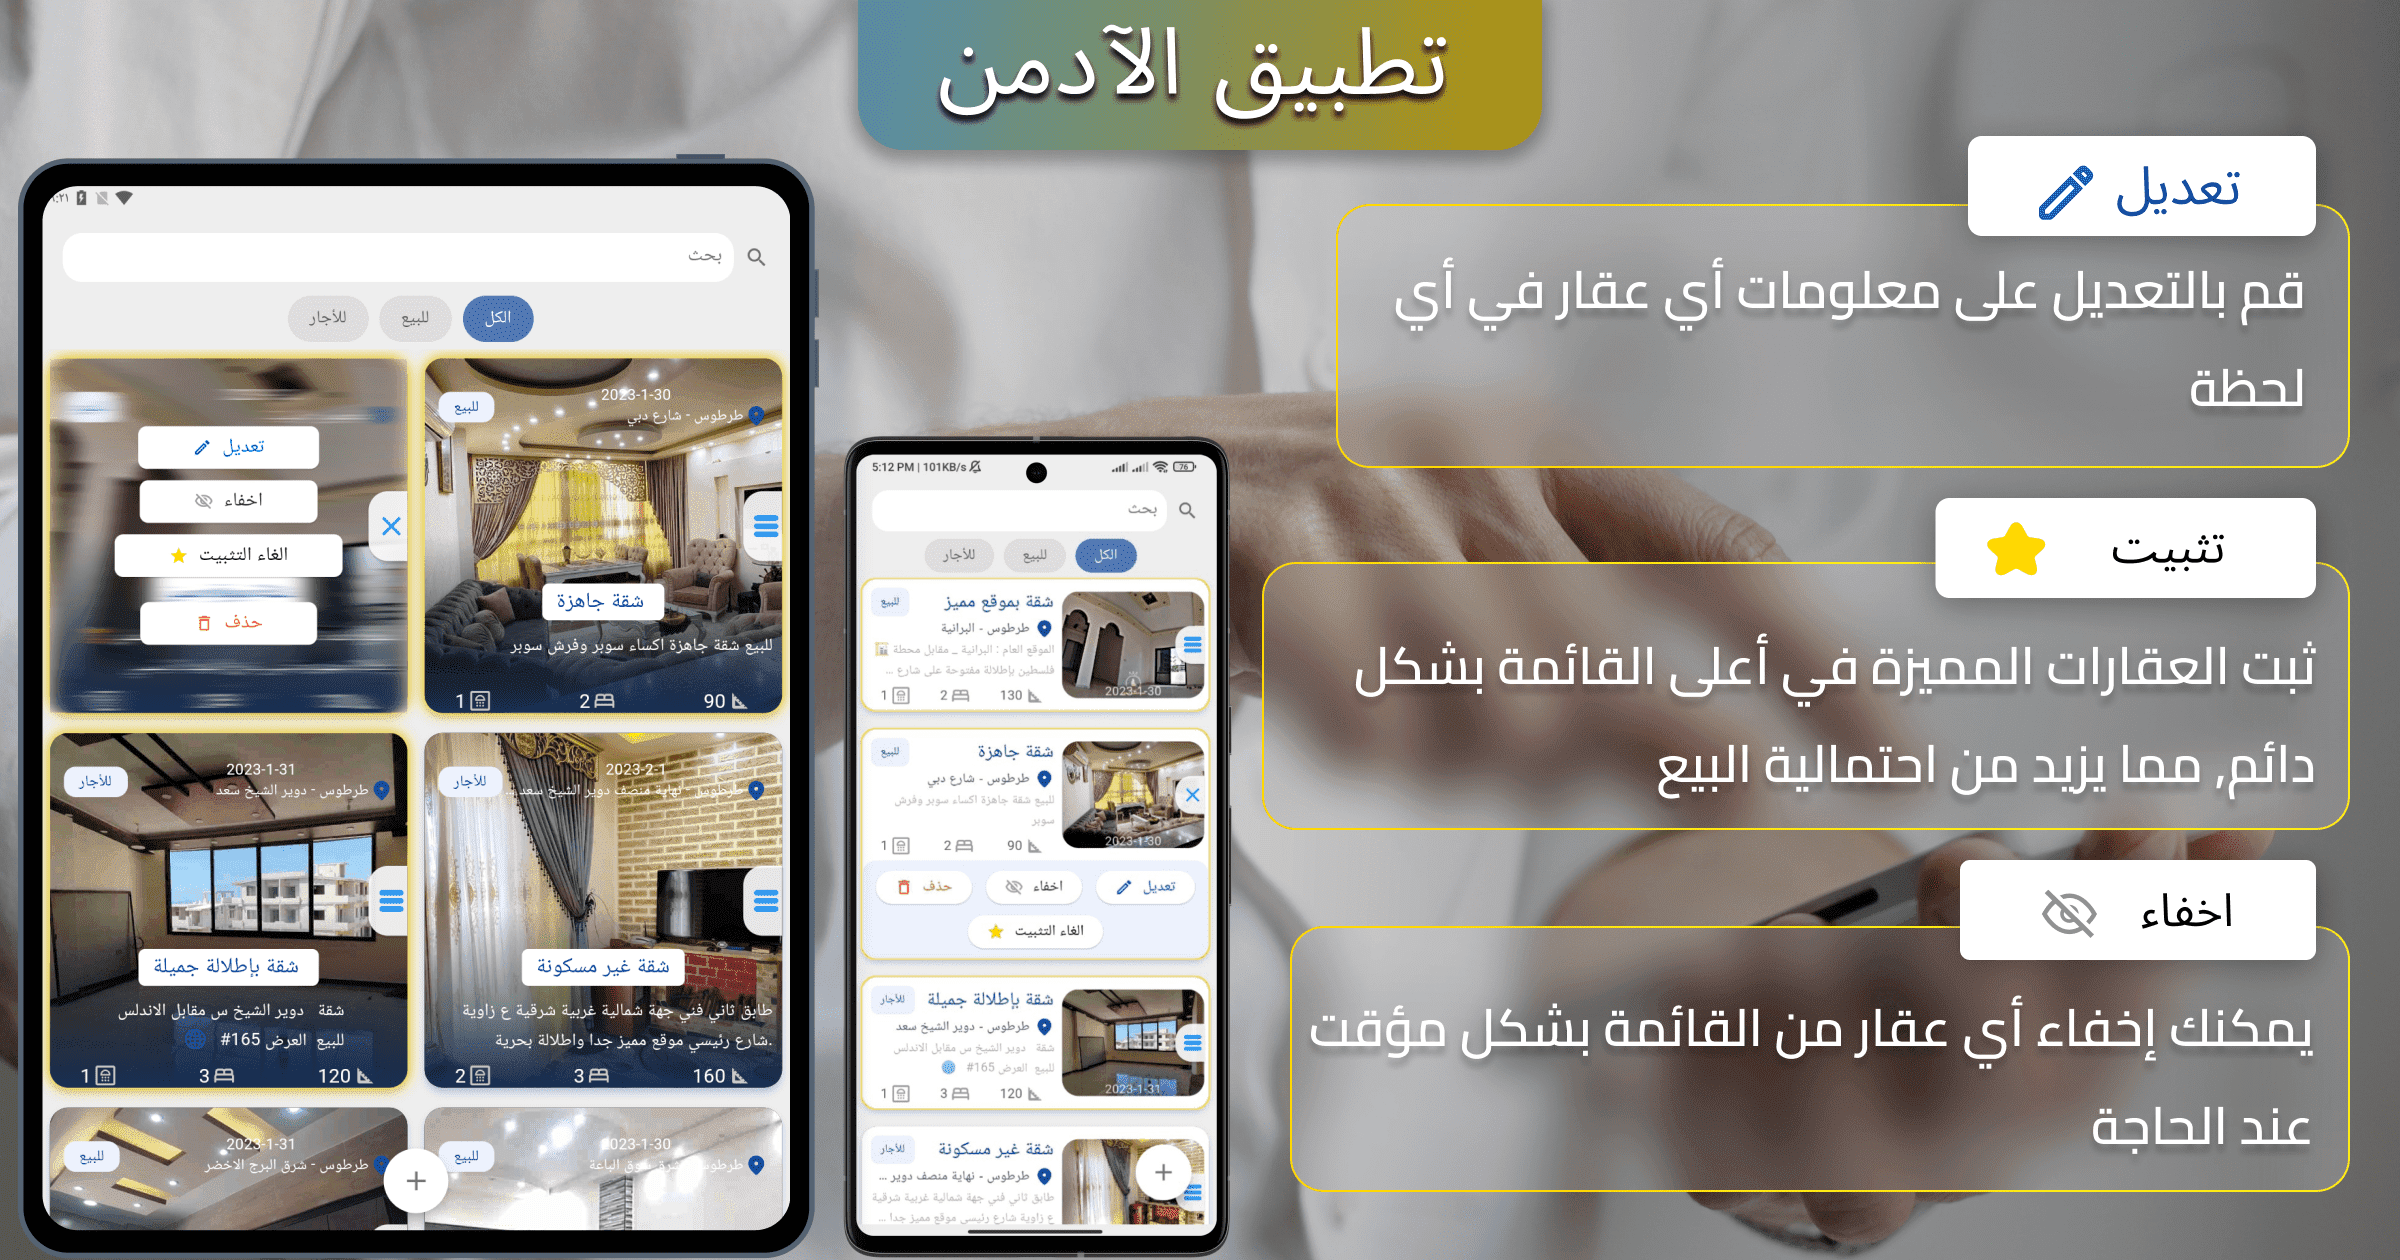 تطبيق الآدمن
تعديل
قم بالتعديل على معلومات أي عقار في أي
لحظة
تثبيت
ثبت العقارات المميزة في أعلى القائمة بشكل
دائم, مما يزيد من احتمالية البيع
اخفاء
يمكنك إخفاء أي عقار من القائمة بشكل مؤقت
عند الحاجة
5:12 PM | 101KB/s
76
بحث
الكل
للبيع
للأجار
شقة بموقع مميز
للبيع
طرطوس - البرانية
الموقع العام : البرانية _ مقابل محطة
فلسطين بإطلالة مفتوحة على شارع ...
2023-1-30
130
2
1
شقة جاهزة
للبيع
طرطوس - شارع دبي
للبيع شقة جاهزة اكساء سوبر وفرش
سوبر
2023-1-30
90
2
1
تعديل
اخفاء
حذف
الغاء التثبيت
شقة بإطلالة جميلة
للأجار
طرطوس - دوير الشيخ سعد
شقة دوير الشيخ س مقابل الاندلس
للبيع العرض 165#
2023-1-31
120
3
1
شقة غير مسكونة
للأجار
طرطوس - نهاية منصف دوير ...
طابق ثاني فني جهة شمالية غربية شرقية
ع زاوية شارع رئيسي موقع مميز جدا ...
بحث
الكل
للبيع
للأجار
2023-1-30
للبيع
طرطوس - شارع دبي
شقة جاهزة
للبيع شقة جاهزة اكساء سوبر وفرش سوبر
90
2
1
تعديل
اخفاء
الغاء التثبيت
حذف
2023-2-1
للأجار
طرطوس - نهاية منصف دوير الشيخ سعد ...
شقة غير مسكونة
طابق ثاني فني جهة شمالية غربية شرقية ع زاوية
شارع رئيسي موقع مميز جدا واطلالة بحرية.
160
3
2
2023-1-31
للأجار
طرطوس - دوير الشيخ سعد
شقة بإطلالة جميلة
شقة دوير الشيخ س مقابل الاندلس
للبيع العرض 165#
120
3
1
2023-1-30
للبيع
طرطوس - شرق سوق الباعة
2023-1-31
للبيع
طرطوس - شرق البرج الاخضر